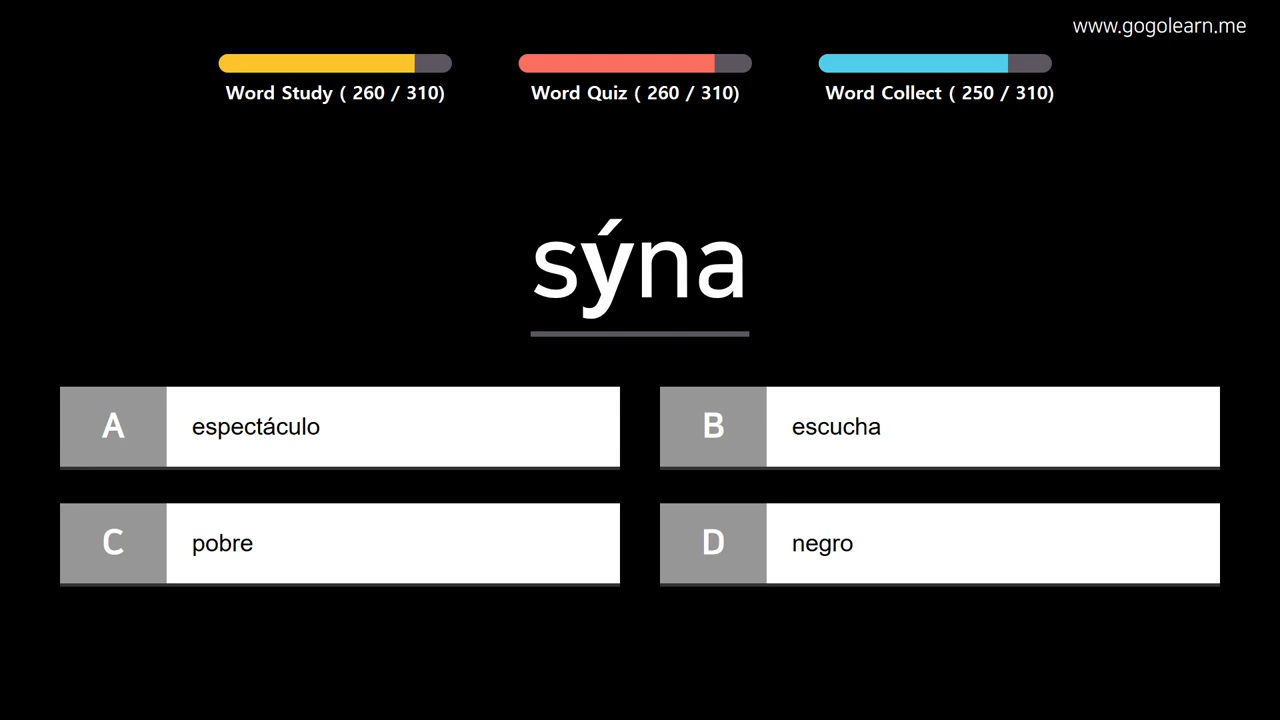 www.gogolearn.me
Word Study ( 260 / 310)
Word Quiz ( 260 / 310)
Word Collect ( 250 / 310)
sýna
A espectáculo
B escucha
C pobre
D negro